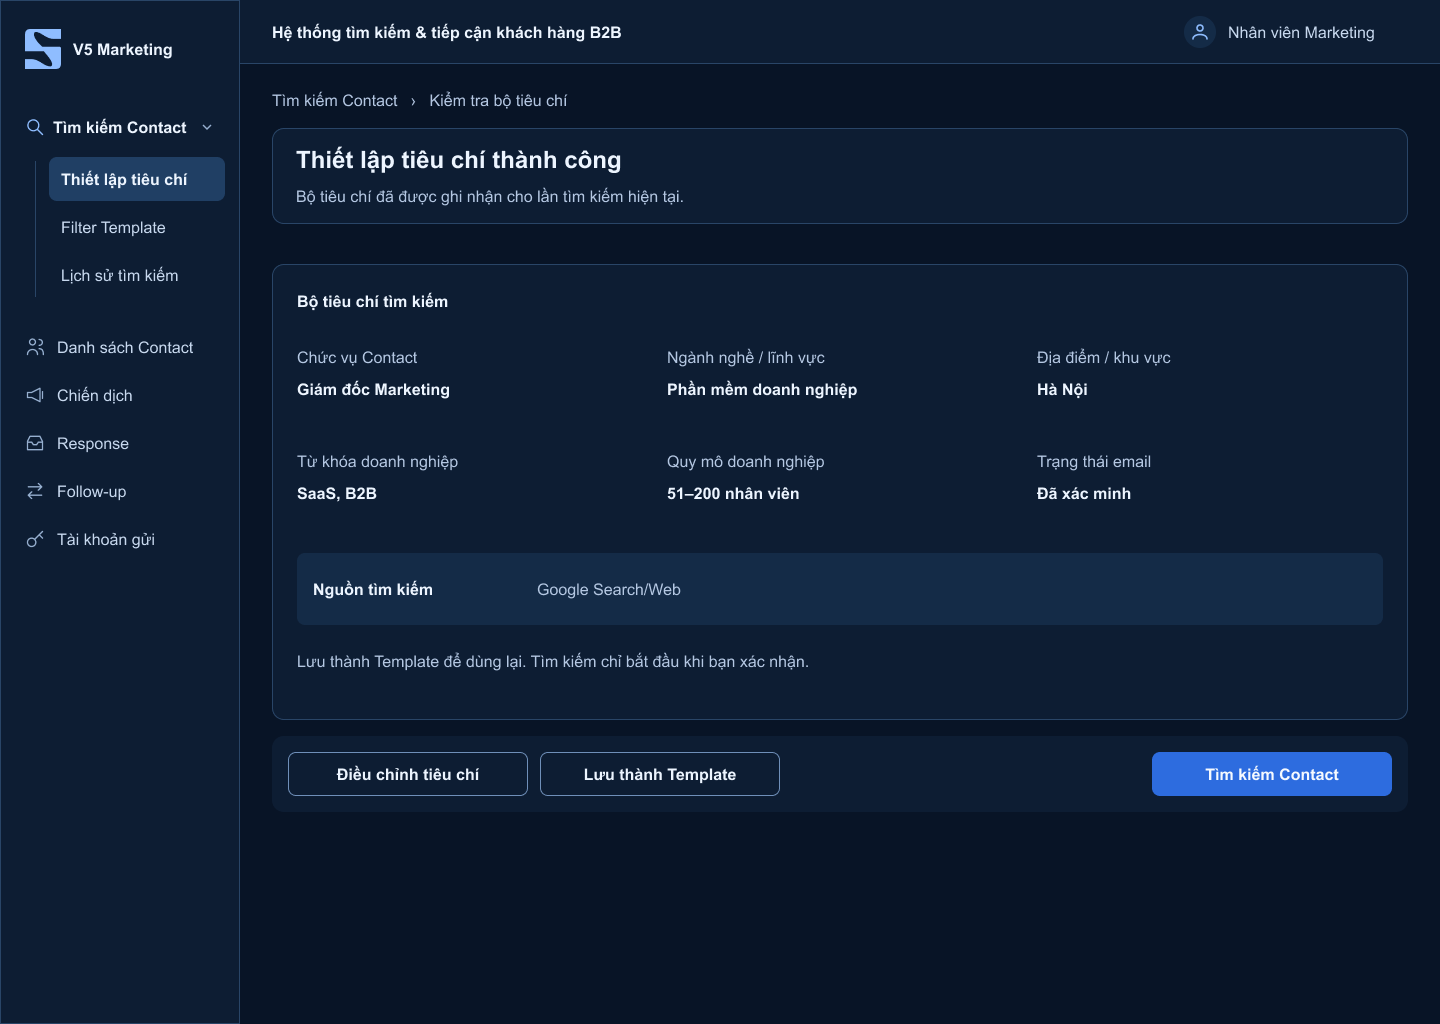 V5 Marketing
Tìm kiếm Contact
Thiết lập tiêu chí
Filter Template
Lịch sử tìm kiếm
Danh sách Contact
Chiến dịch
Response
Follow-up
Tài khoản gửi
Hệ thống tìm kiếm & tiếp cận khách hàng B2B
Nhân viên Marketing
Tìm kiếm Contact › Kiểm tra bộ tiêu chí
Thiết lập tiêu chí thành công
Bộ tiêu chí đã được ghi nhận cho lần tìm kiếm hiện tại.
Bộ tiêu chí tìm kiếm
Chức vụ Contact
Giám đốc Marketing
Ngành nghề / lĩnh vực
Phần mềm doanh nghiệp
Địa điểm / khu vực
Hà Nội
Từ khóa doanh nghiệp
SaaS, B2B
Quy mô doanh nghiệp
51–200 nhân viên
Trạng thái email
Đã xác minh
Nguồn tìm kiếm
Google Search/Web
Lưu thành Template để dùng lại. Tìm kiếm chỉ bắt đầu khi bạn xác nhận.
Điều chỉnh tiêu chí
Lưu thành Template
Tìm kiếm Contact